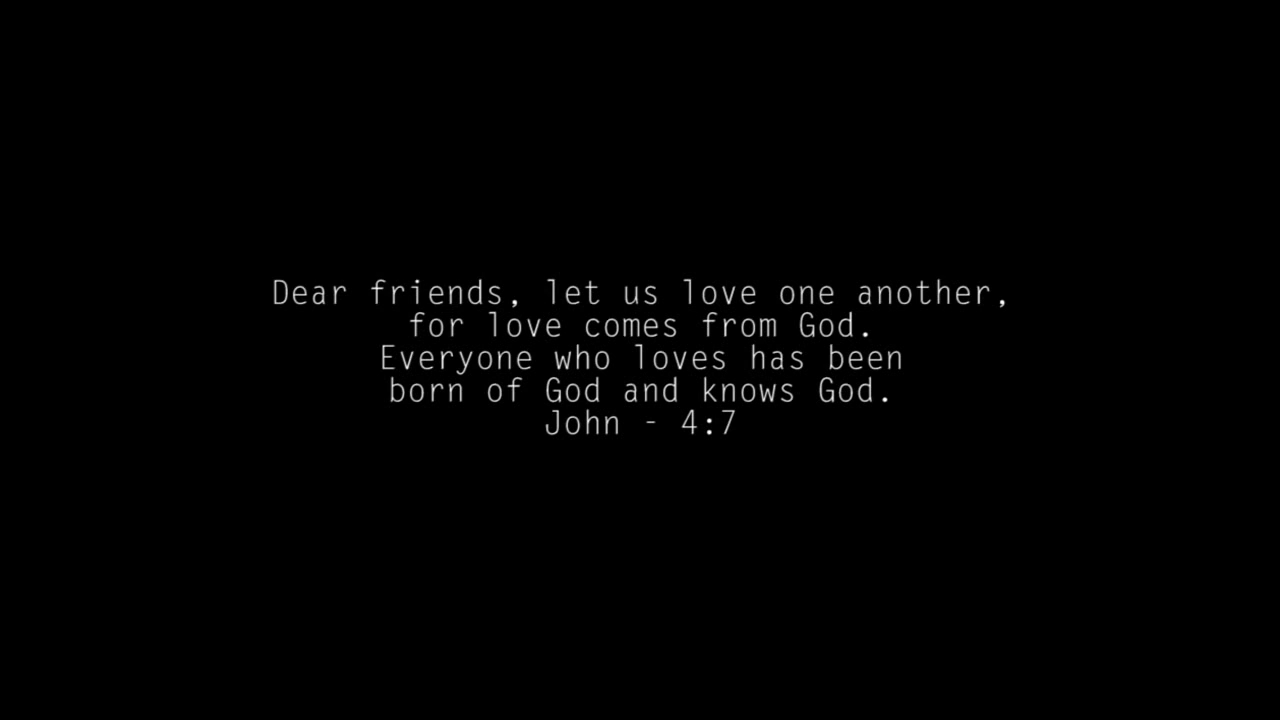 Dear friends, let us love one another,
for love comes from God.
Everyone who loves has been
born of God and knows God.
John - 4:7